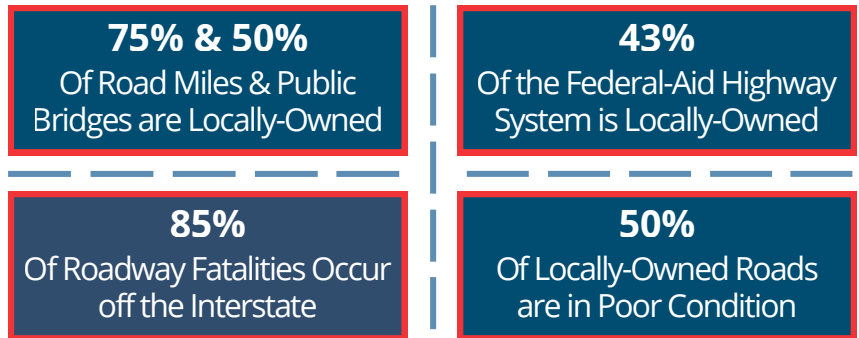 75% & 50%
Of Road Miles & Public
Bridges are Locally-Owned
43%
Of the Federal-Aid Highway
System is Locally-Owned
85%
Of Roadway Fatalities Occur
off the Interstate
50%
Of Locally-Owned Roads
are in Poor Condition